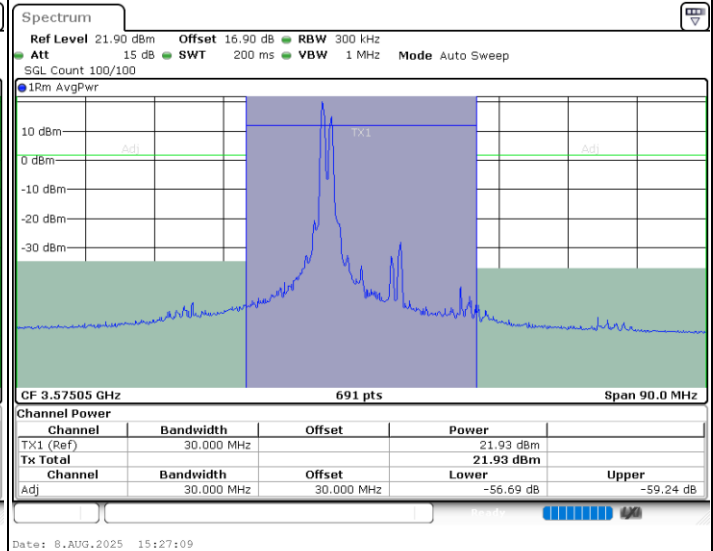 Spectrum
Ref Level 21.90 dBm Offset 16.90 dB RBW 300 kHz
Att 15 dB SWT 200 ms VBW 1 MHz Mode Auto Sweep
SGL Count 100/100
1Rm AvgPwr
10 dBm
TX1
Adj
Adj
0 dBm
-10 dBm
-20 dBm
-30 dBm
CF 3.57505 GHz 691 pts Span 90.0 MHz
Channel Power
Channel Bandwidth Offset Power
TX1 (Ref) 30.000 MHz 21.93 dBm
Tx Total 21.93 dBm
Channel Bandwidth Offset Lower Upper
Adj 30.000 MHz 30.000 MHz -56.69 dB -59.24 dB
Ready
Date: 8.AUG.2025 15:27:09